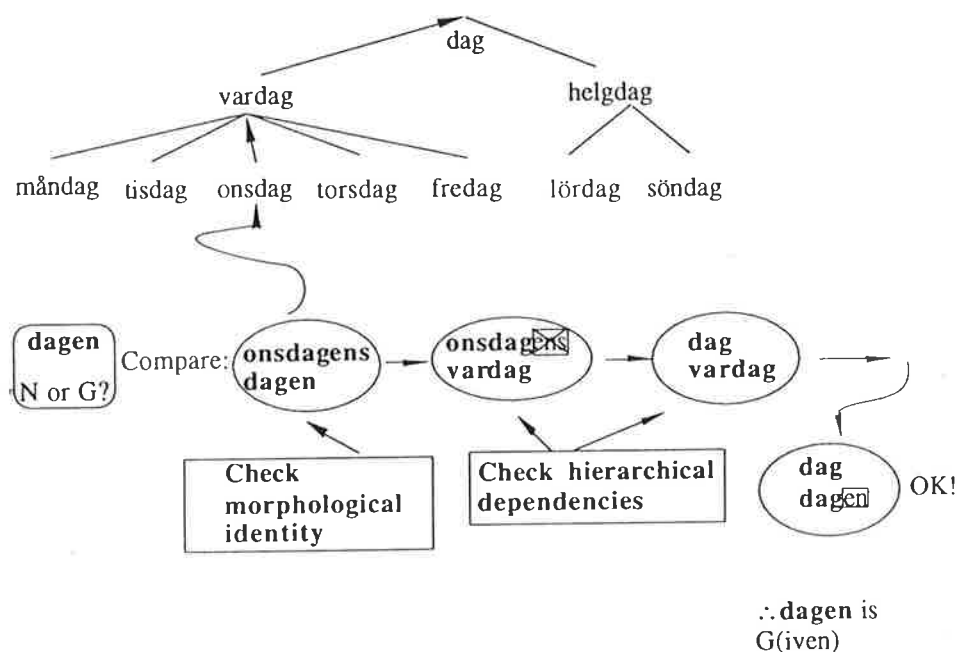 dag
vardag helgdag
måndag tisdag onsdag torsdag fredag lördag söndag
dagen
N or G?
Compare:
onsdagens
dagen
onsdagens
vardag
dag
vardag
Check
morphological
identity
Check hierarchical
dependencies
dag
dagen
OK!
∴dagen is
G(iven)